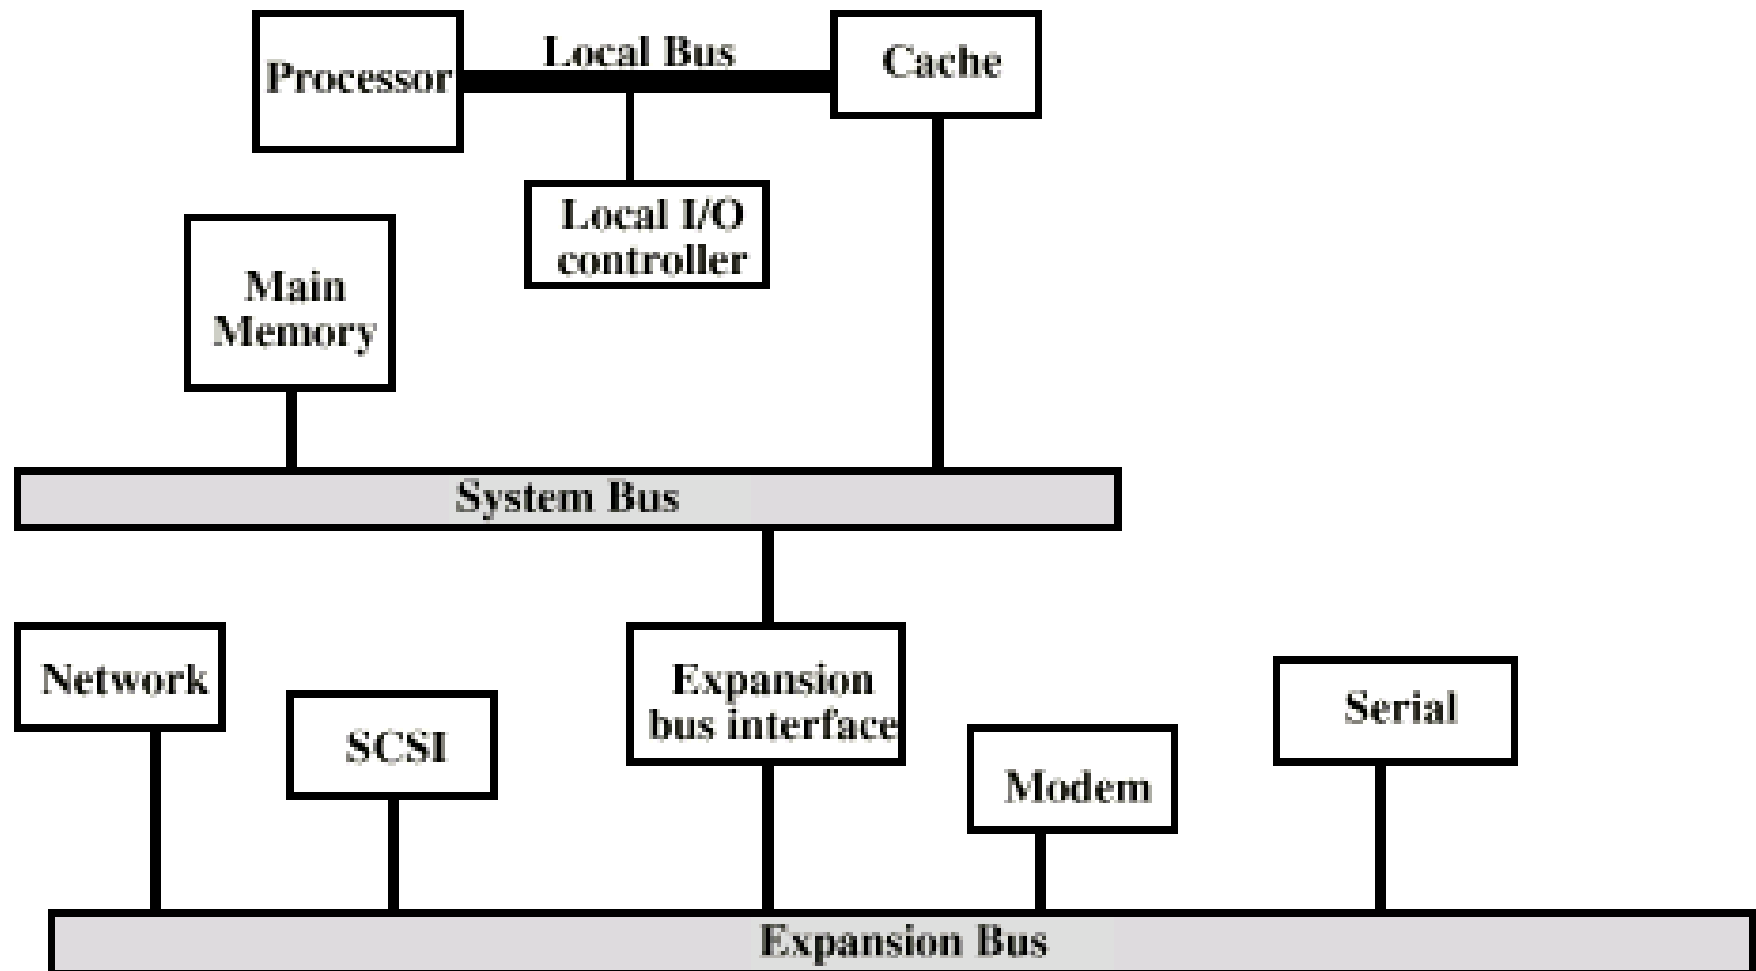 Local Bus
Processor
Cache
Local I/O
controller
Main
Memory
System Bus
Network
SCSI
Expansion
bus interface
Modem
Serial
Expansion Bus